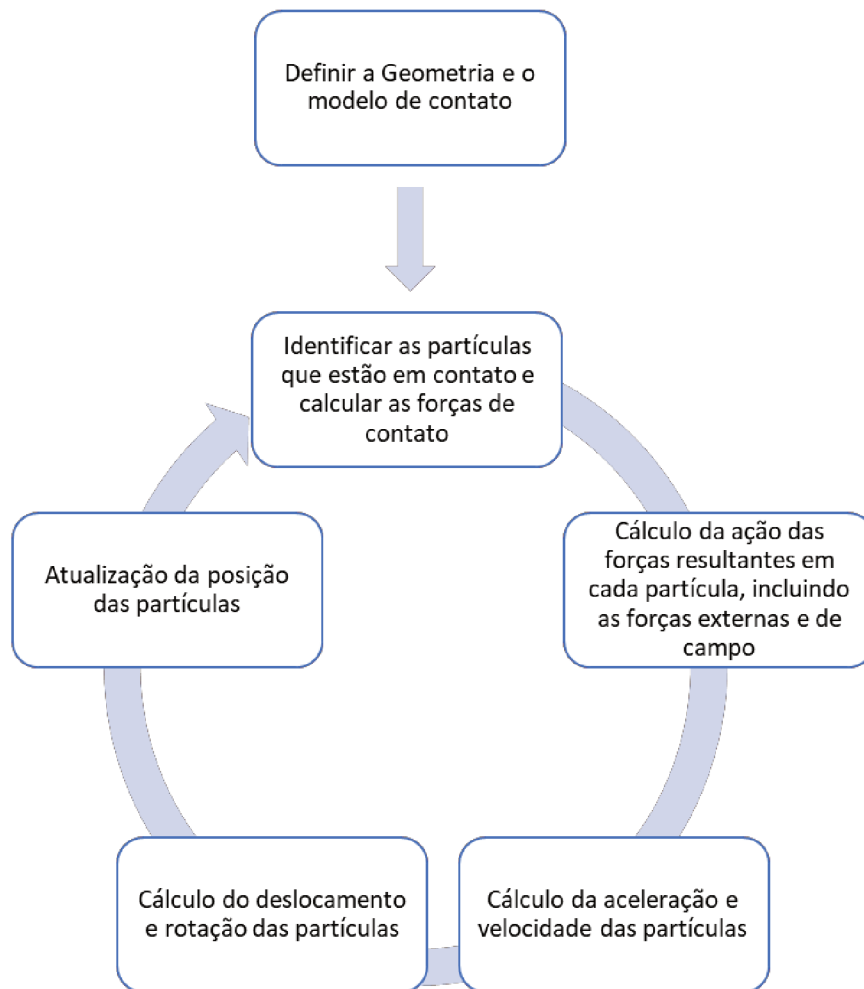 Definir a Geometria e o
modelo de contato
Identificar as partículas
que estão em contato e
calcular as forças de
contato
Cálculo da ação das
forças resultantes em
cada partícula, incluindo
as forças externas e de
campo
Cálculo da aceleração e
velocidade das partículas
Cálculo do deslocamento
e rotação das partículas
Atualização da posição
das partículas